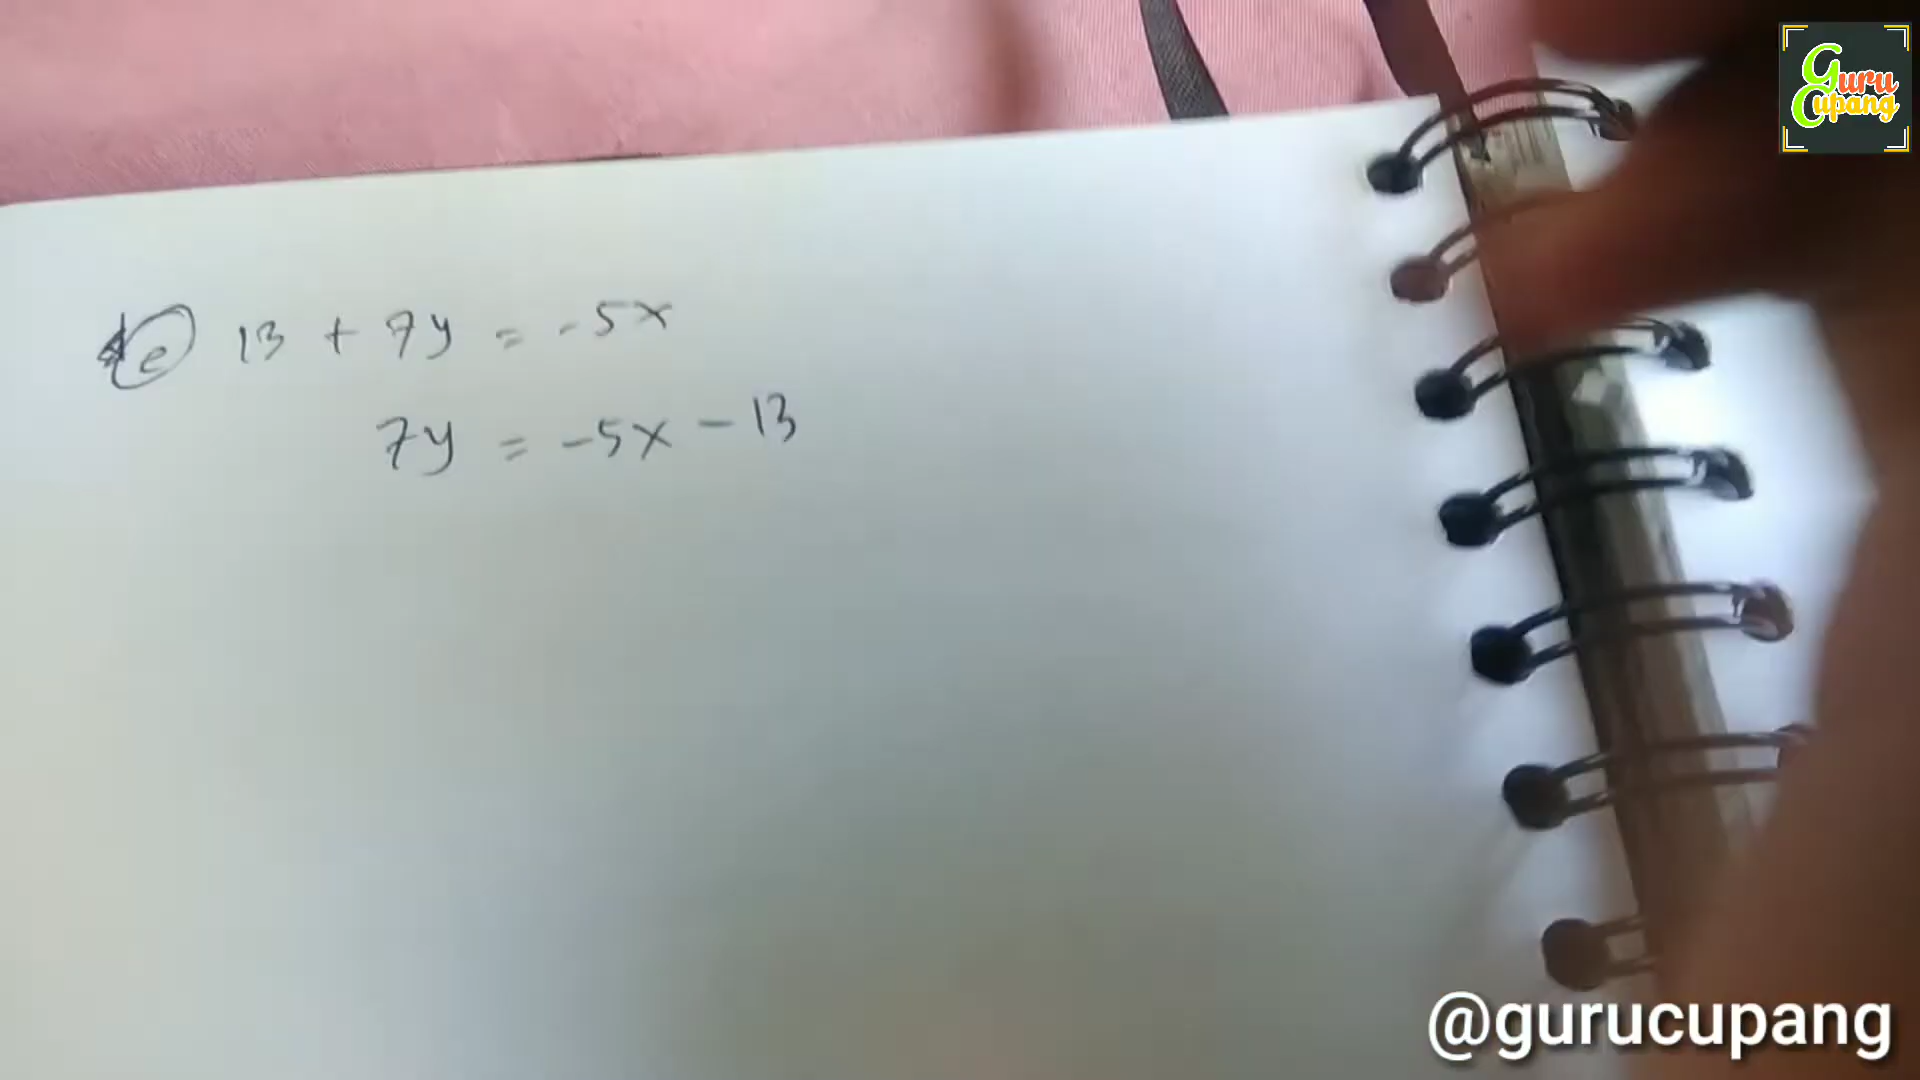 Guru
Cupang
e 13 + 7y = -5x
7y = -5x - 13
@gurucupang